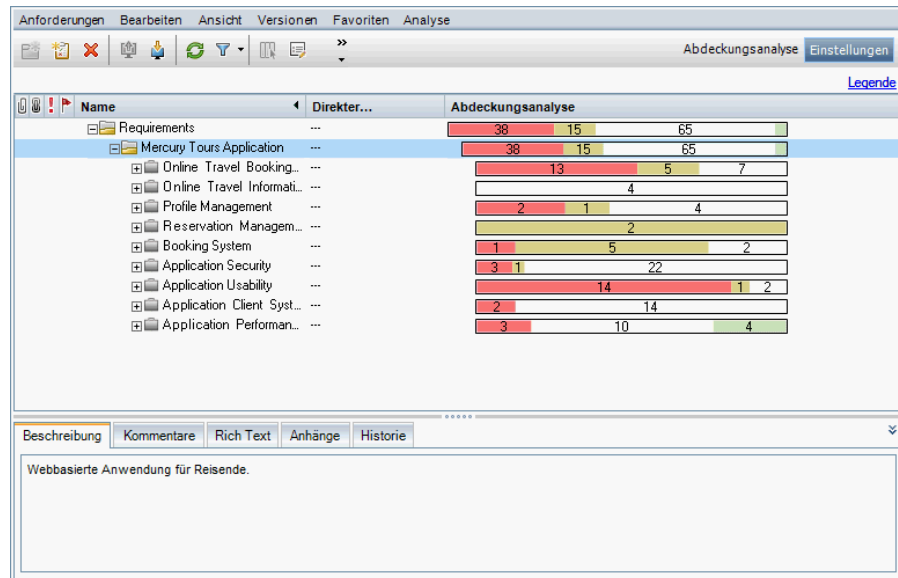 Anforderungen Bearbeiten Ansicht Versionen Favoriten Analyse
» Abdeckungsanalyse Einstellungen
Legende
Name Direkter... Abdeckungsanalyse
Requirements --- 38 15 65
Mercury Tours Application --- 38 15 65
Online Travel Booking... --- 13 5 7
Online Travel Informati... --- 4
Profile Management --- 2 1 4
Reservation Managem... --- 2
Booking System --- 1 5 2
Application Security --- 3 1 22
Application Usability --- 14 1 2
Application Client Syst... --- 2 14
Application Performan... --- 3 10 4
Beschreibung Kommentare Rich Text Anhänge Historie
Webbasierte Anwendung für Reisende.